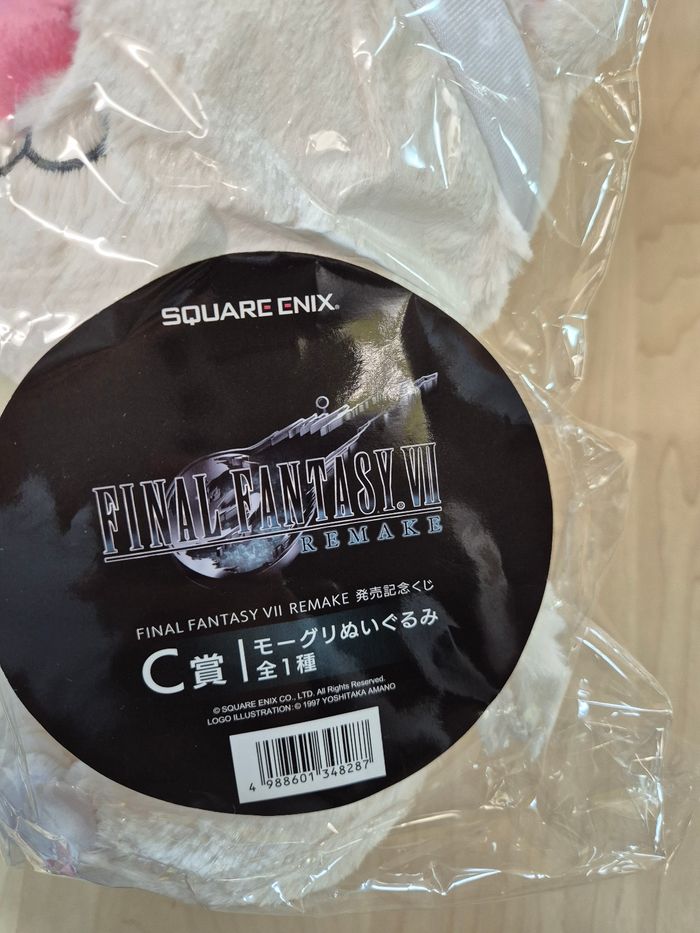 SQUARE ENIX®
FINAL FANTASY® VII
REMAKE
FINAL FANTASY VII REMAKE 発売記念くじ
C賞 モーグリぬいぐるみ
全1種
© SQUARE ENIX CO., LTD. All Rights Reserved.
LOGO ILLUSTRATION: © 1997 YOSHITAKA AMANO
4 988601 348287